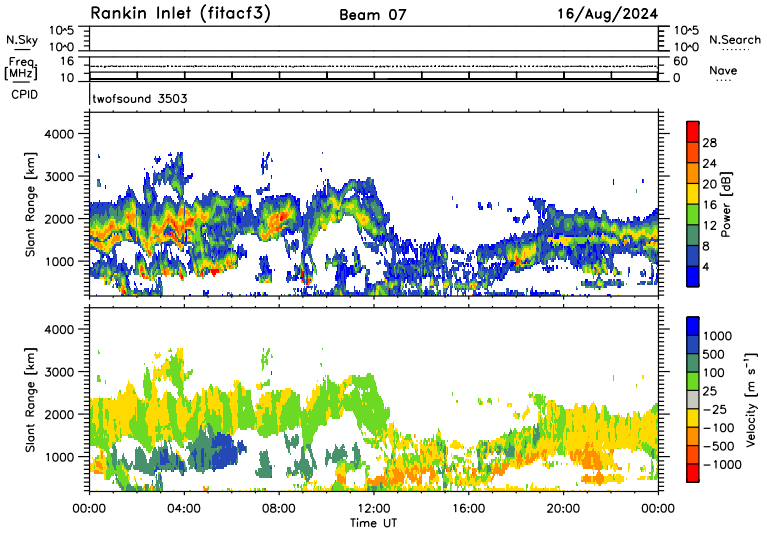 Rankin Inlet (fitacf3) Beam 07 16/Aug/2024
N.Sky 10^5 10^0 10^5 10^0 N.Search
Freq. [MHz] 16 10 60 0 Nave
CPID twofsound 3503
Slant Range [km] 4000 3000 2000 1000
Power [dB] 28 24 20 16 12 8 4
Slant Range [km] 4000 3000 2000 1000
Velocity [m s⁻¹] 1000 500 100 25 −25 −100 −500 −1000
00:00 04:00 08:00 12:00 16:00 20:00 00:00
Time UT